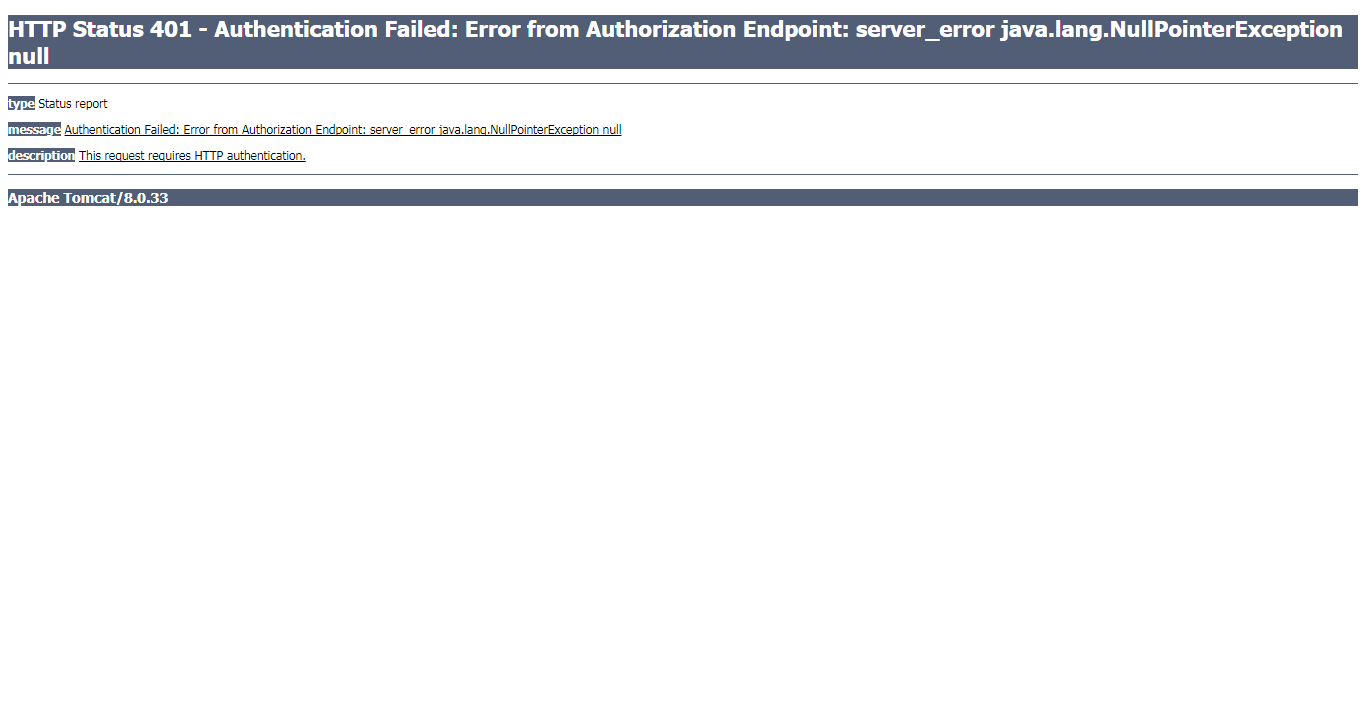 HTTP Status 401 - Authentication Failed: Error from Authorization Endpoint: server_error java.lang.NullPointerException
null
type Status report
message Authentication Failed: Error from Authorization Endpoint: server_error java.lang.NullPointerException null
description This request requires HTTP authentication.
Apache Tomcat/8.0.33